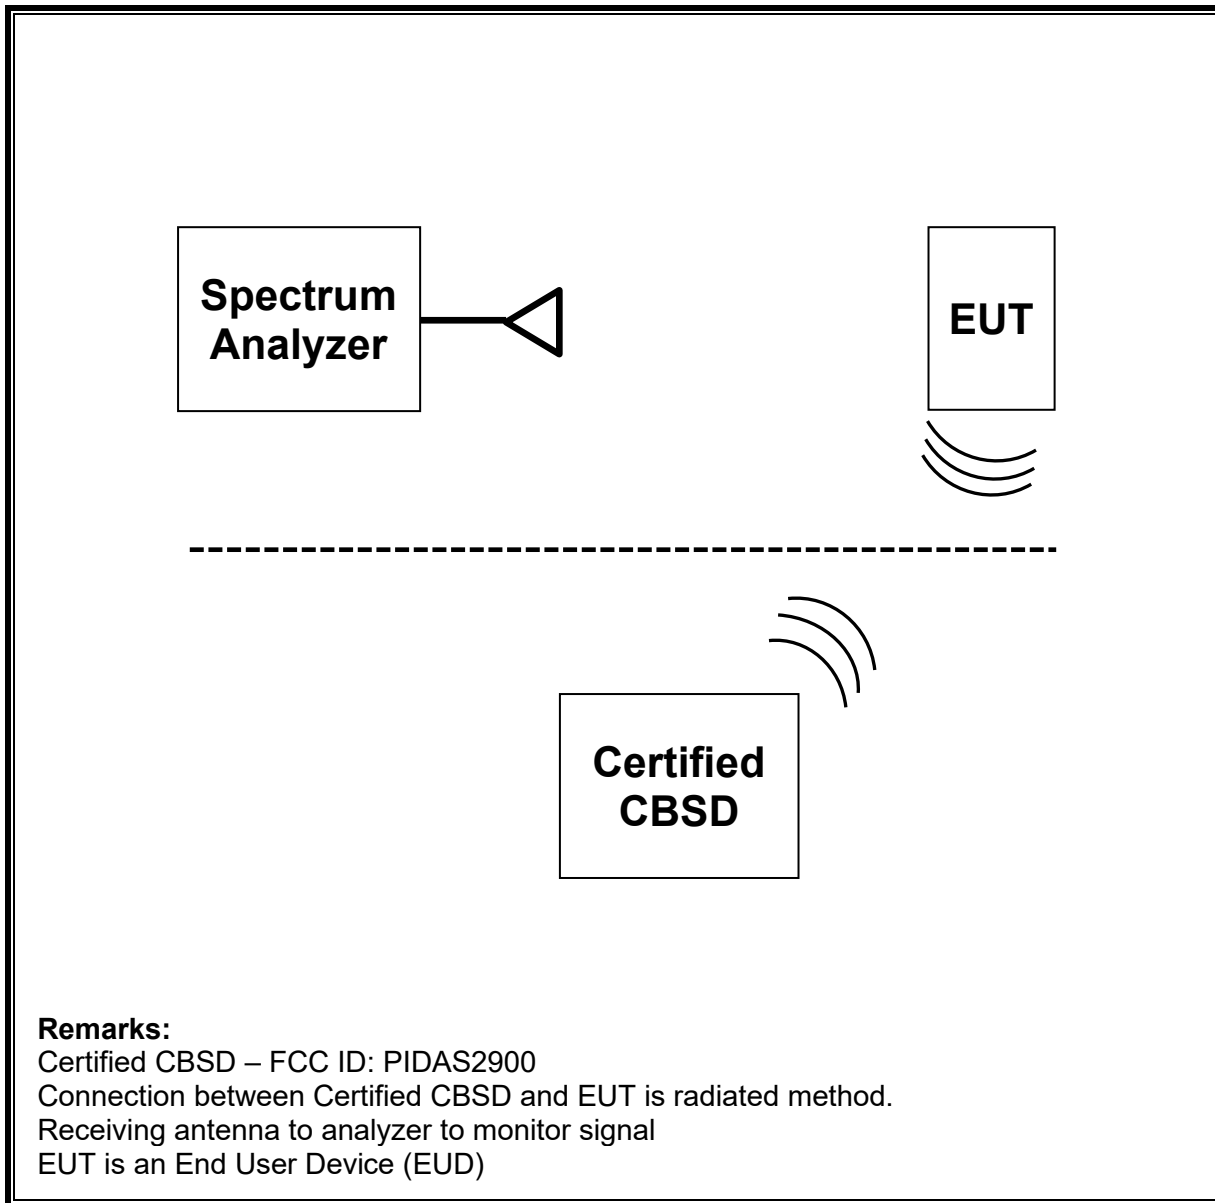 Spectrum
Analyzer
EUT
Certified
CBSD
Remarks:
Certified CBSD – FCC ID: PIDAS2900
Connection between Certified CBSD and EUT is radiated method.
Receiving antenna to analyzer to monitor signal
EUT is an End User Device (EUD)